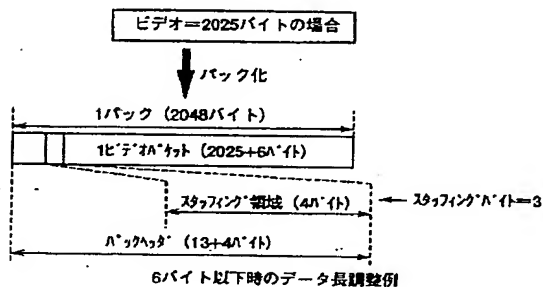 ビデオ=2025バイトの場合
パック化
1パック(2048バイト)
1ビデオパケット(2025+6バイト)
スタッフィング領域(4バイト)
スタッフィングバイト=3
パックヘッダ(13+4バイト)
6バイト以下時のデータ長調整例